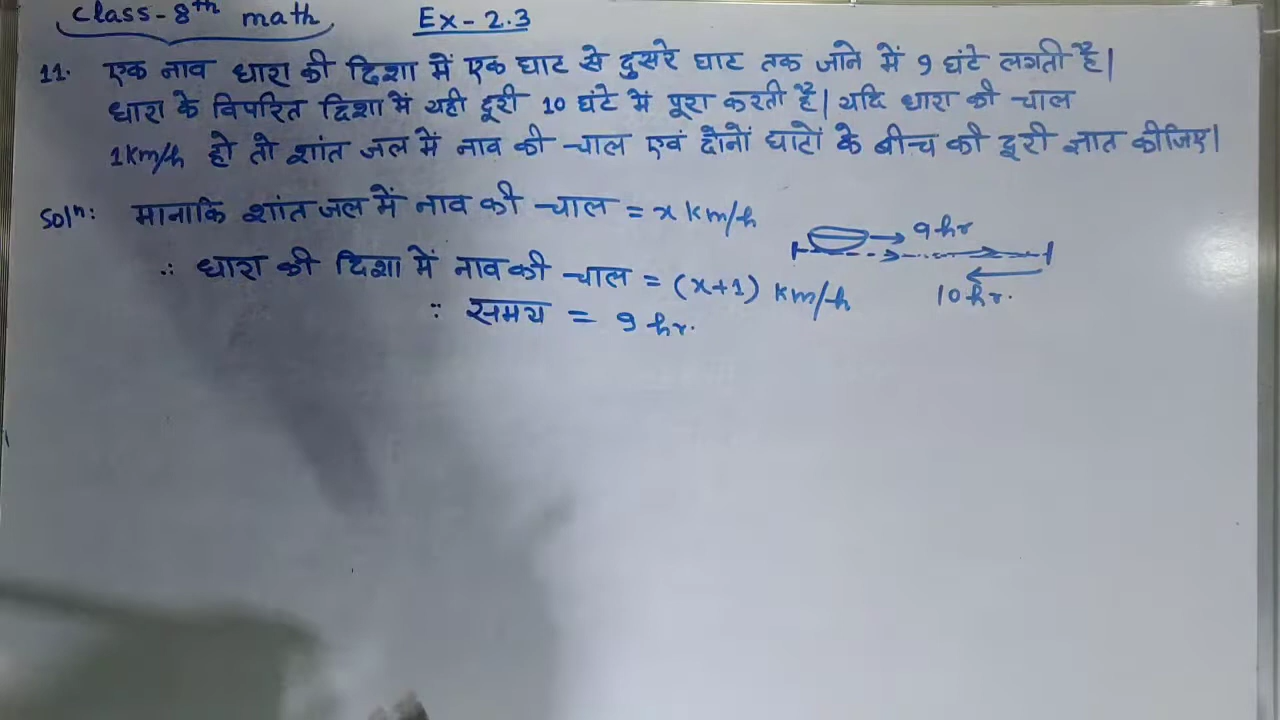 Class-8th math Ex-2.3
11. एक नाव धारा की दिशा में एक घाट से दुसरे घाट तक जाने में 9 घंटे लगती है|
धारा के विपरित दिशा में यही दूरी 10 घंटे में पूरा करती है| यदि धारा की चाल
1km/h हो तो शांत जल में नाव की चाल एवं दोनों घाटों के बीच की दूरी ज्ञात कीजिए|
Solⁿ: मानाकि शांत जल में नाव की चाल = x km/h
9 hr
∴ धारा की दिशा में नाव की चाल = (x+1) km/h
10 hr.
∵ समय = 9 hr.